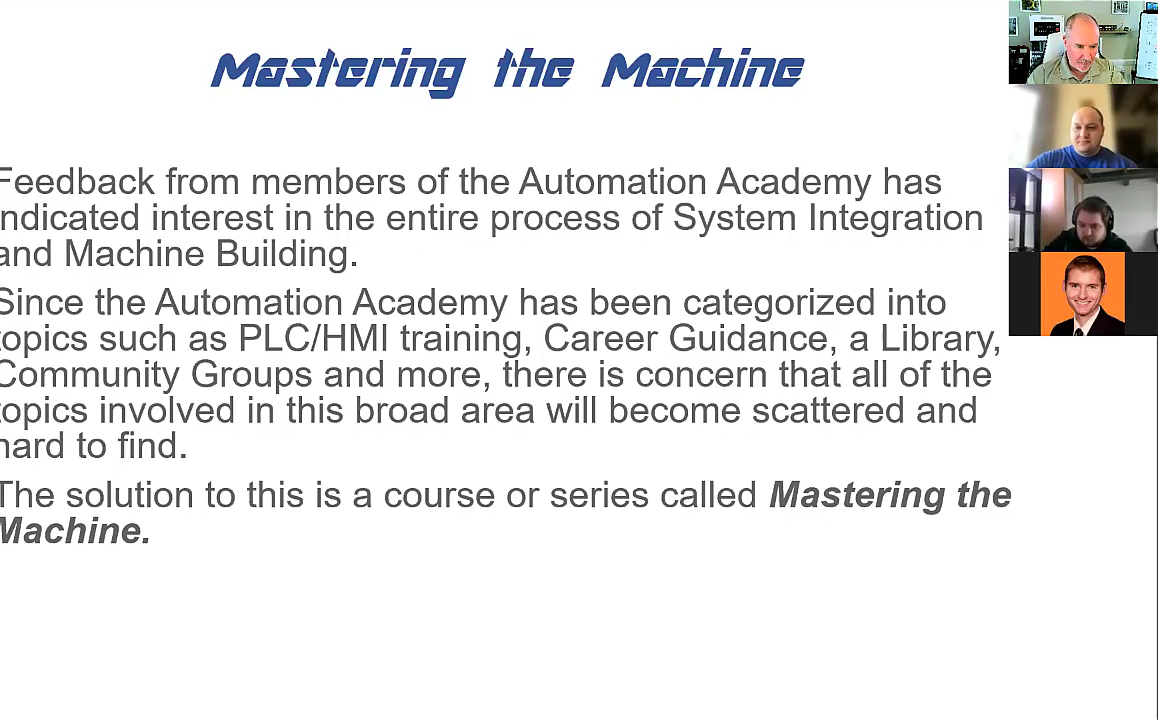 Mastering the Machine
Feedback from members of the Automation Academy has
indicated interest in the entire process of System Integration
and Machine Building.
Since the Automation Academy has been categorized into
topics such as PLC/HMI training, Career Guidance, a Library,
Community Groups and more, there is concern that all of the
topics involved in this broad area will become scattered and
hard to find.
The solution to this is a course or series called Mastering the
Machine.